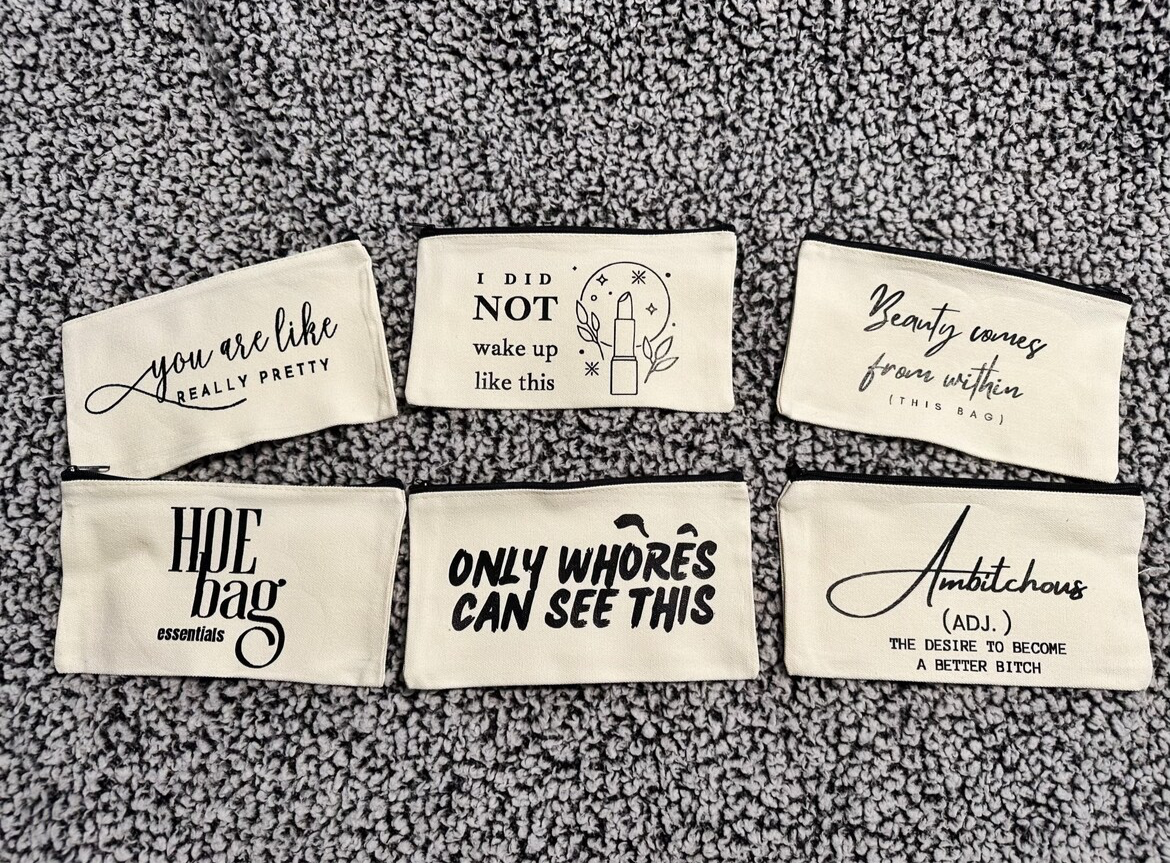 you are like
REALLY PRETTY
I DID
NOT
wake up
like this
Beauty comes
from within
(THIS BAG)
HOE
bag
essentials
ONLY WHORES
CAN SEE THIS
Ambitchous
(ADJ. )
THE DESIRE TO BECOME
A BETTER BITCH